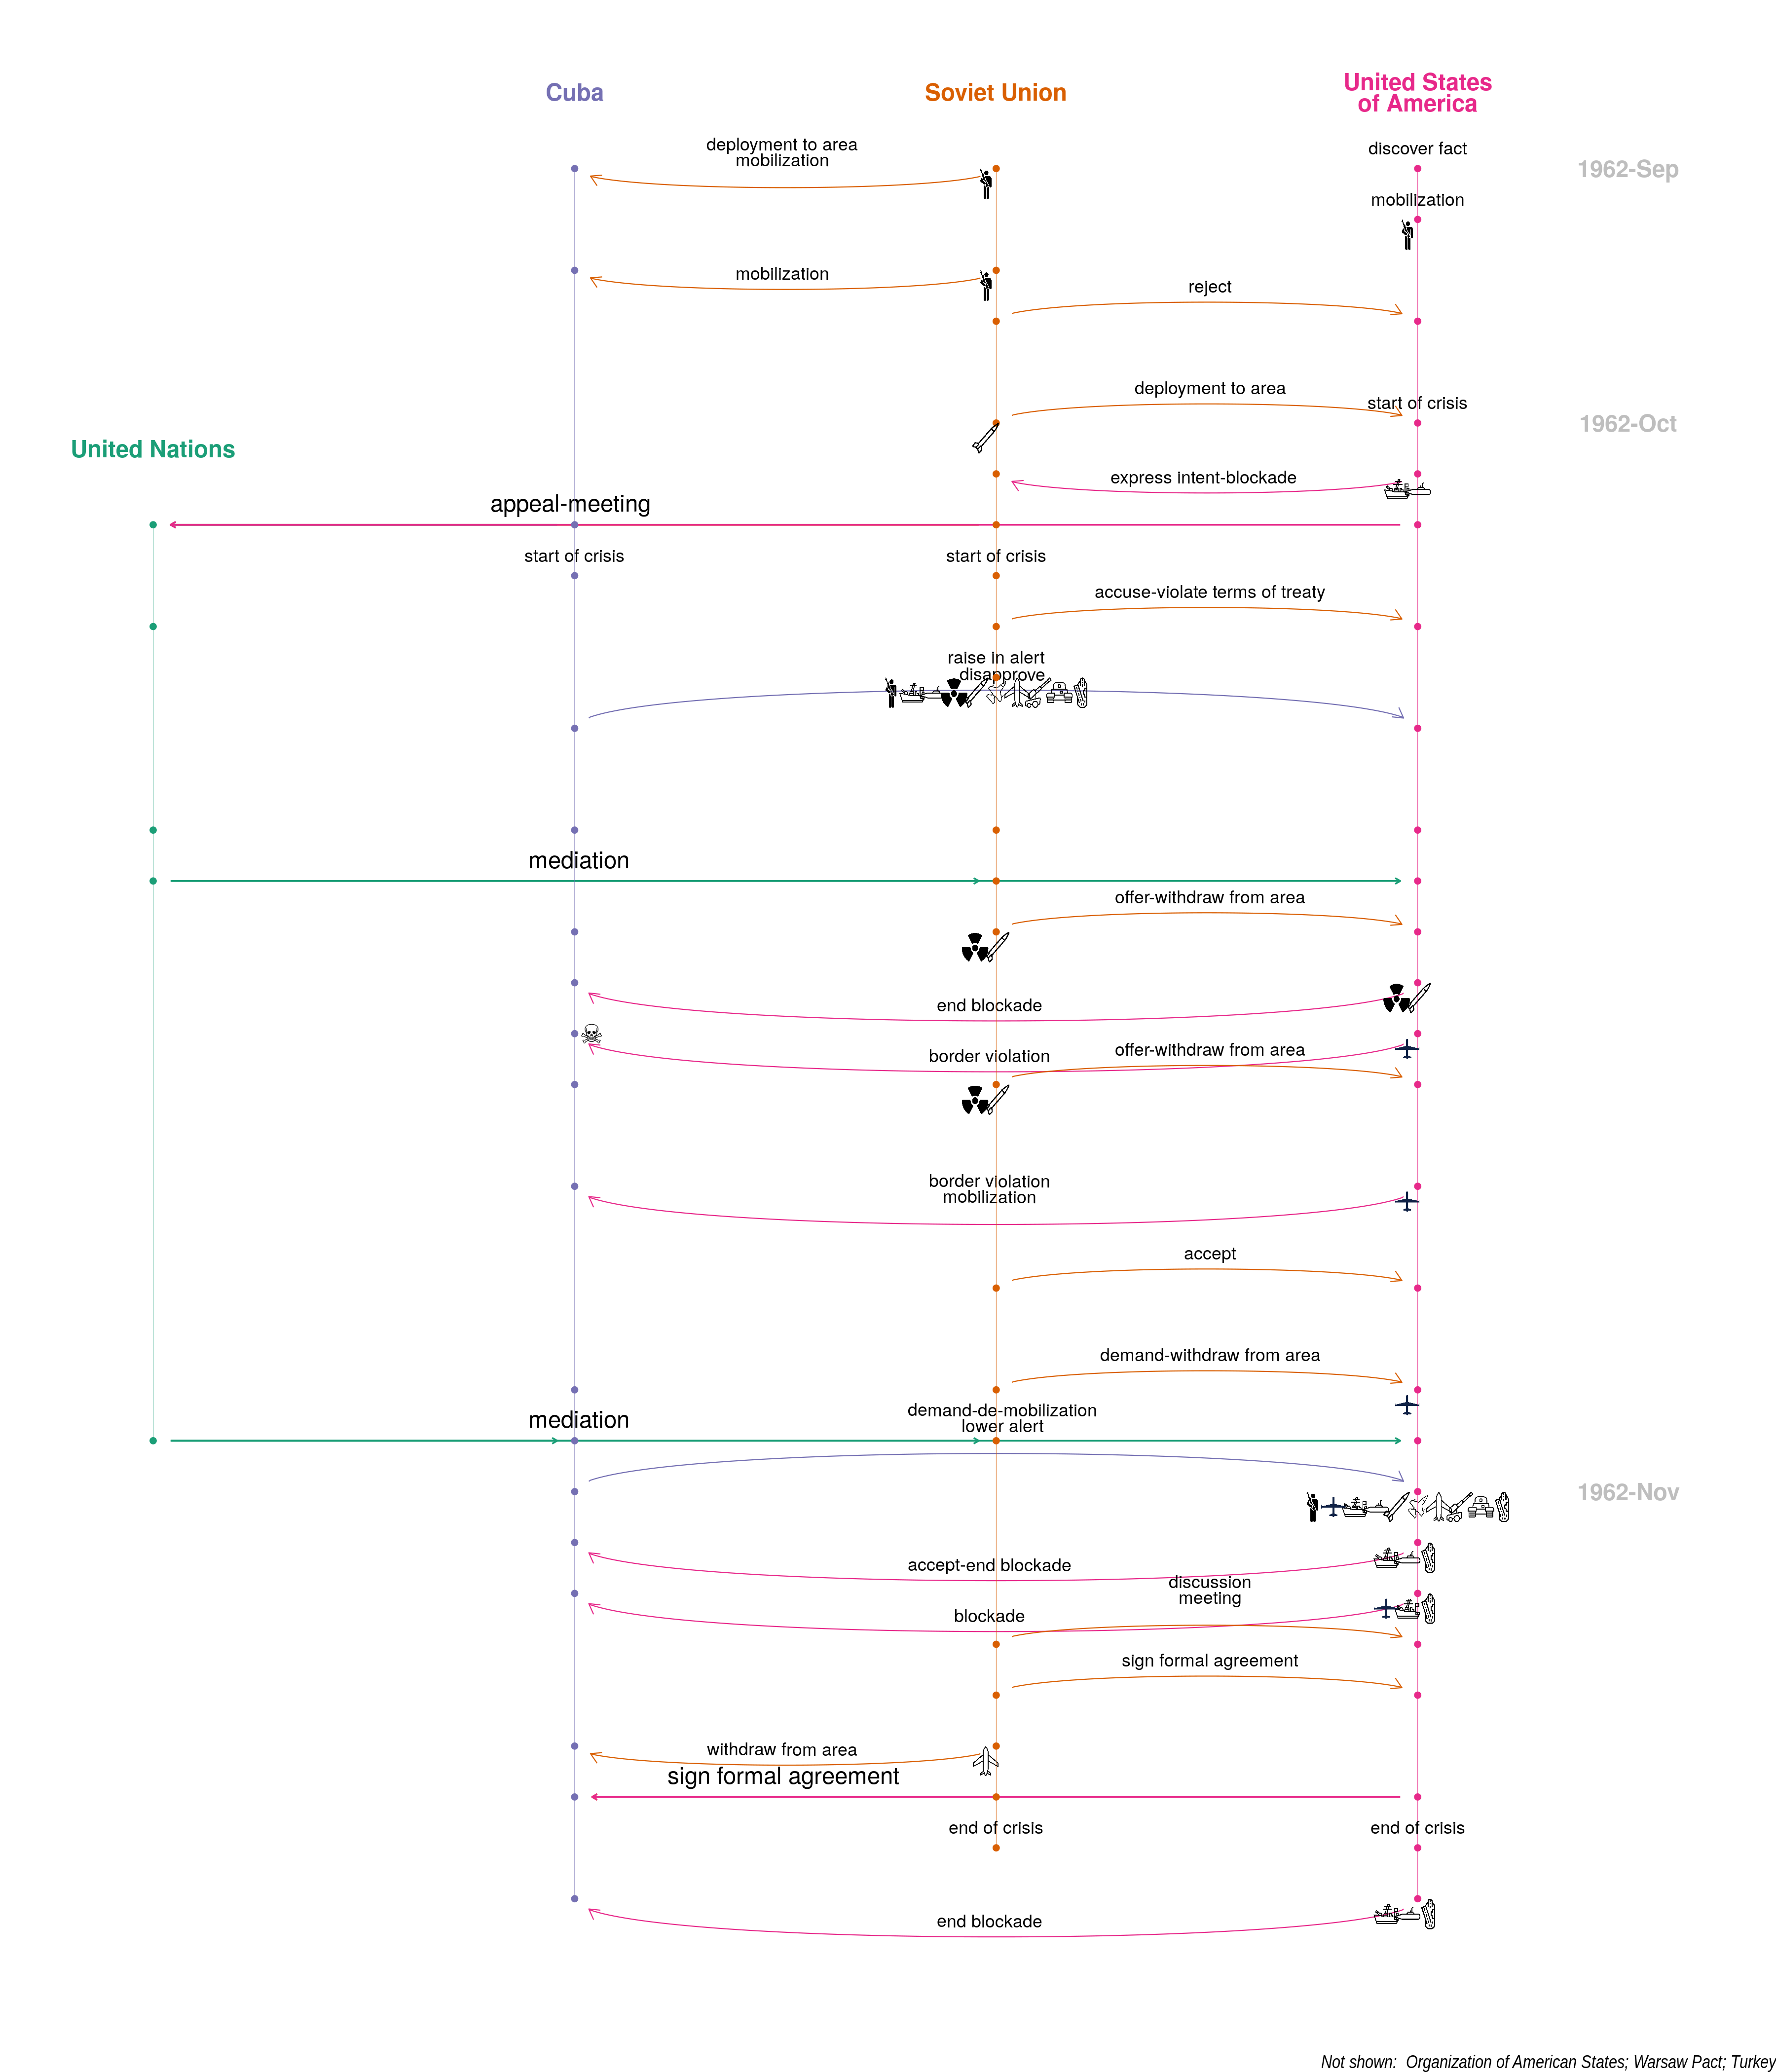 United States
of America
Cuba
Soviet Union
deployment to area
mobilization
discover fact
1962-Sep
mobilization
mobilization
reject
deployment to area
start of crisis
1962-Oct
United Nations
express intent-blockade
appeal-meeting
start of crisis
start of crisis
accuse-violate terms of treaty
raise in alert
disapprove
mediation
offer-withdraw from area
end blockade
border violation
offer-withdraw from area
border violation
mobilization
accept
demand-withdraw from area
demand-de-mobilization
lower alert
mediation
1962-Nov
accept-end blockade
discussion
meeting
blockade
sign formal agreement
withdraw from area
sign formal agreement
end of crisis
end of crisis
end blockade
Not shown: Organization of American States; Warsaw Pact; Turkey